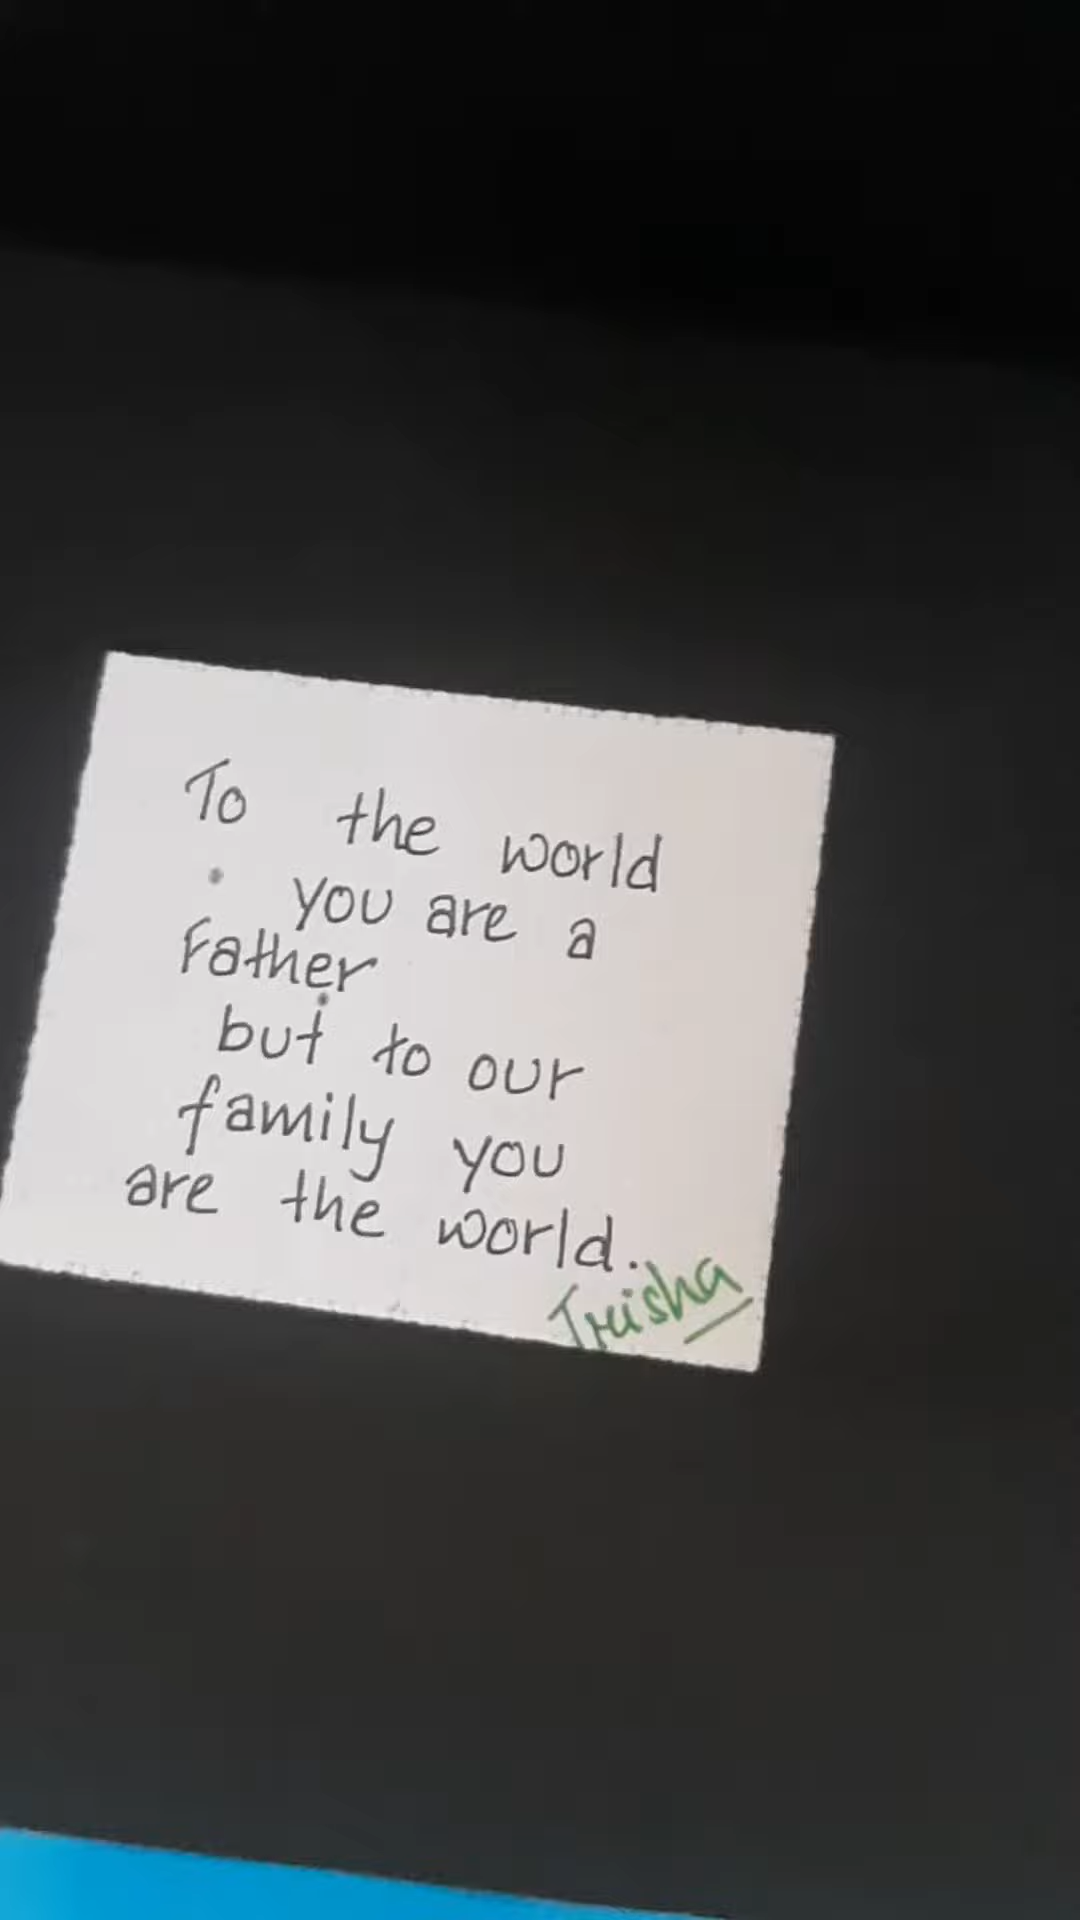 To the world
you are a
Father
but to our
family you
are the world.
Trisha